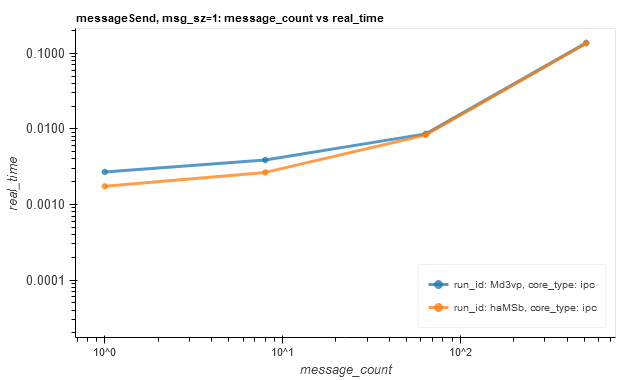 messageSend, msg_sz=1: message_count vs real_time
0.1000
0.0100
0.0010
0.0001
real_time
run_id: Md3vp, core_type: ipc
run_id: haMSb, core_type: ipc
10^0
10^1
10^2
message_count